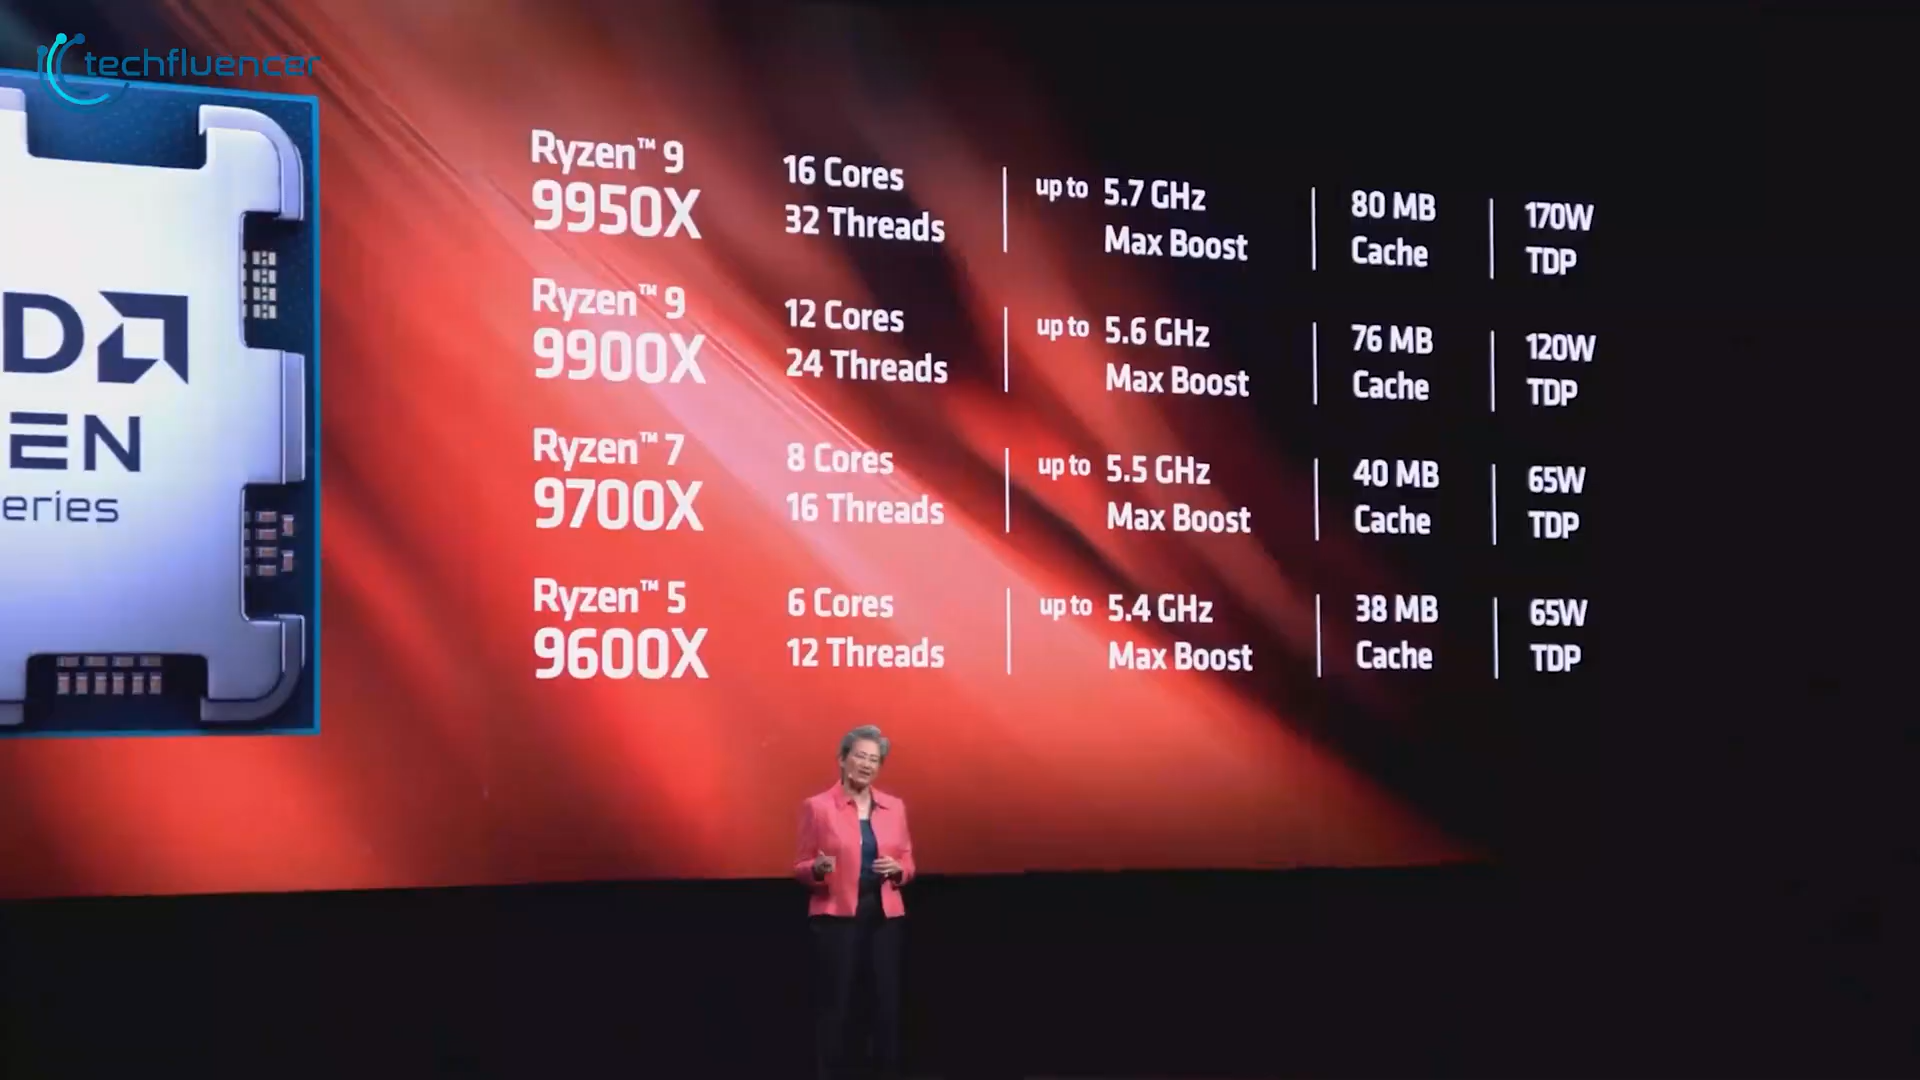 techfluencer
D
EN
eries
Ryzen™ 9
9950X
16 Cores
32 Threads
up to 5.7 GHz
Max Boost
80 MB
Cache
170W
TDP
Ryzen™ 9
9900X
12 Cores
24 Threads
up to 5.6 GHz
Max Boost
76 MB
Cache
120W
TDP
Ryzen™ 7
9700X
8 Cores
16 Threads
up to 5.5 GHz
Max Boost
40 MB
Cache
65W
TDP
Ryzen™ 5
9600X
6 Cores
12 Threads
up to 5.4 GHz
Max Boost
38 MB
Cache
65W
TDP